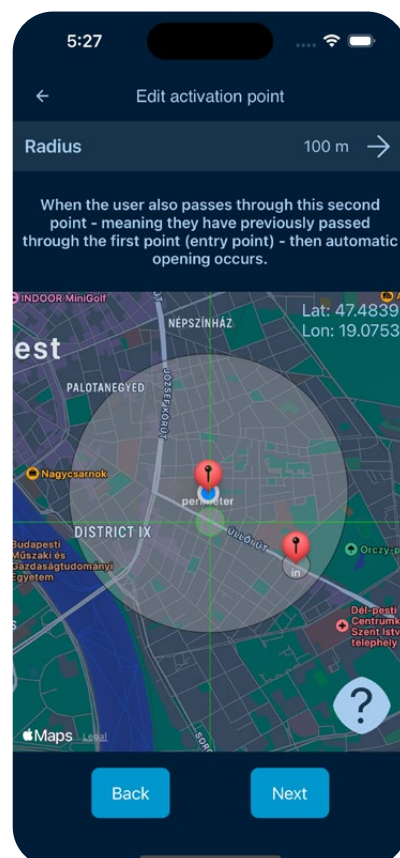 5:27
Edit activation point
Radius 100 m
When the user also passes through this second
point - meaning they have previously passed
through the first point (entry point) - then automatic
opening occurs.
INDOOR MiniGolf
Lat: 47.4839
Lon: 19.0753
NÉPSZÍNHÁZ
est
PALOTANEGYED
JÓZSEF KÖRÚT
Nagycsarnok
perimeter
ÜLLŐI ÚT
DISTRICT IX
in
Orczy-p
Budapesti
Műszaki és
Gazdaságtudományi
Egyetem
Dél-pesti
Centrumk
Szent Istv
telephely
?
Maps Legal
SORO
Back
Next